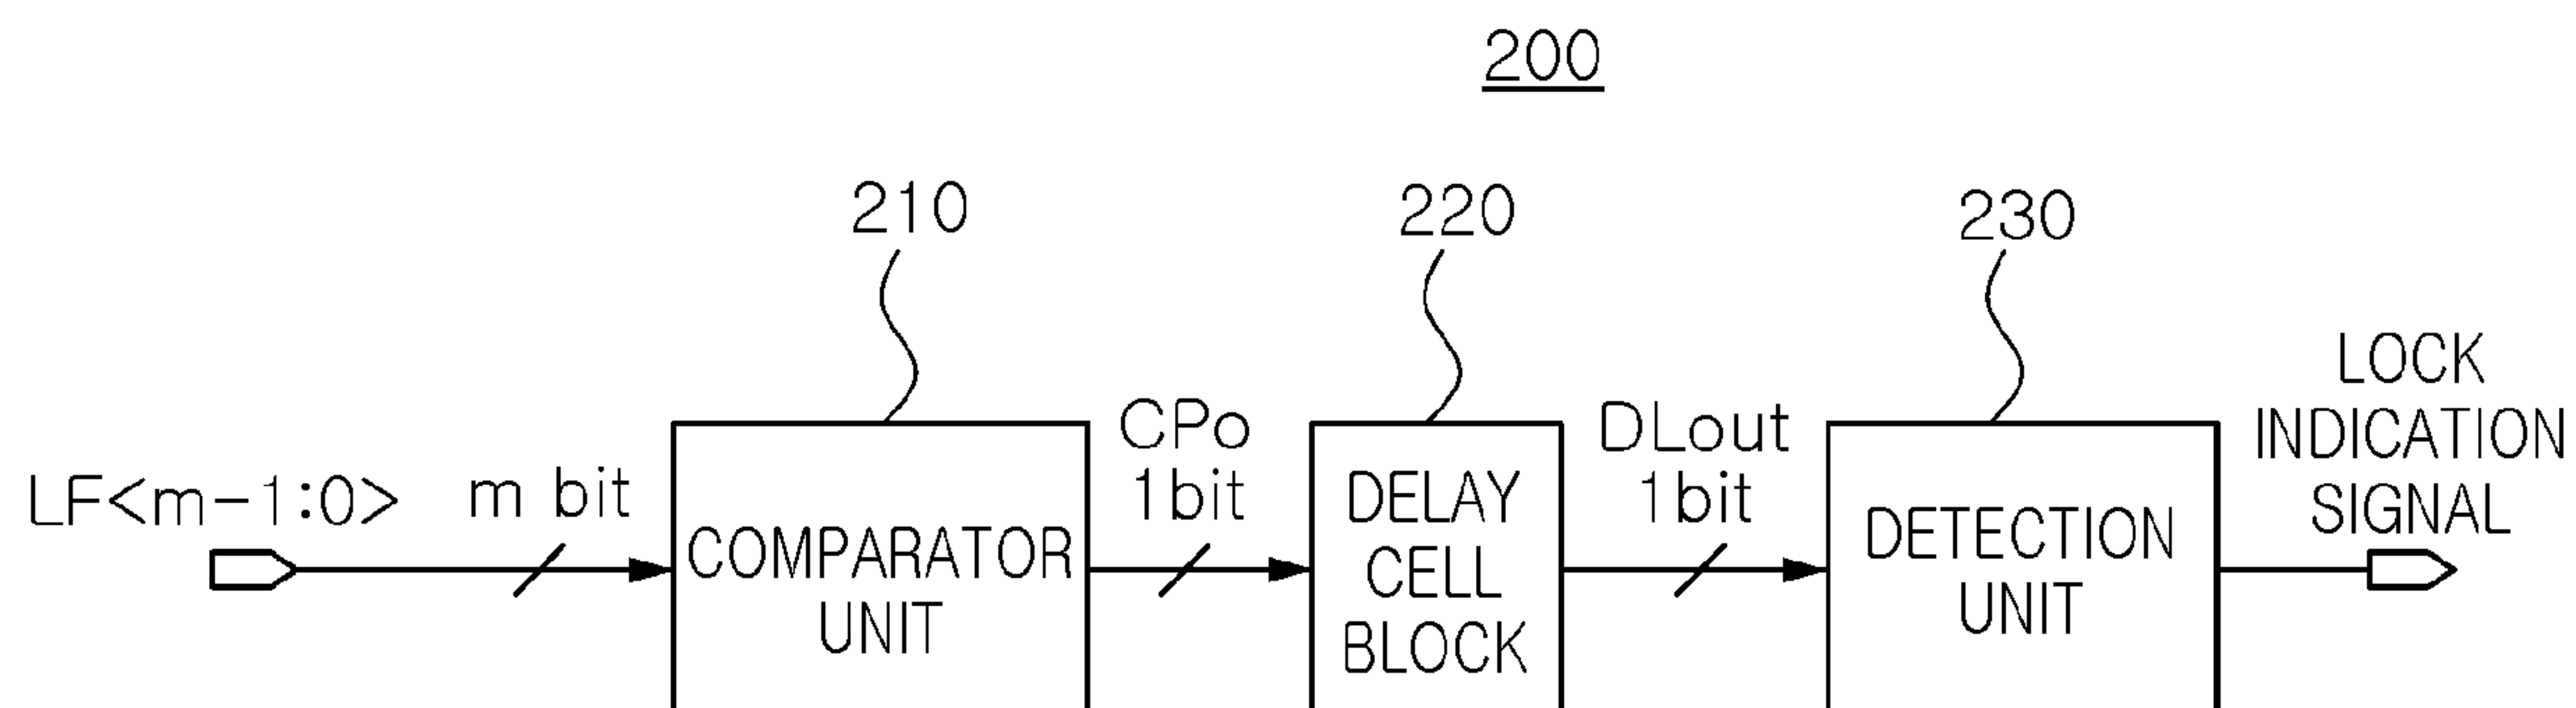 200
210
220
230
LF<m-1:0>
m bit
COMPARATOR
UNIT
CPo
1bit
DELAY
CELL
BLOCK
DLout
1bit
DETECTION
UNIT
LOCK
INDICATION
SIGNAL